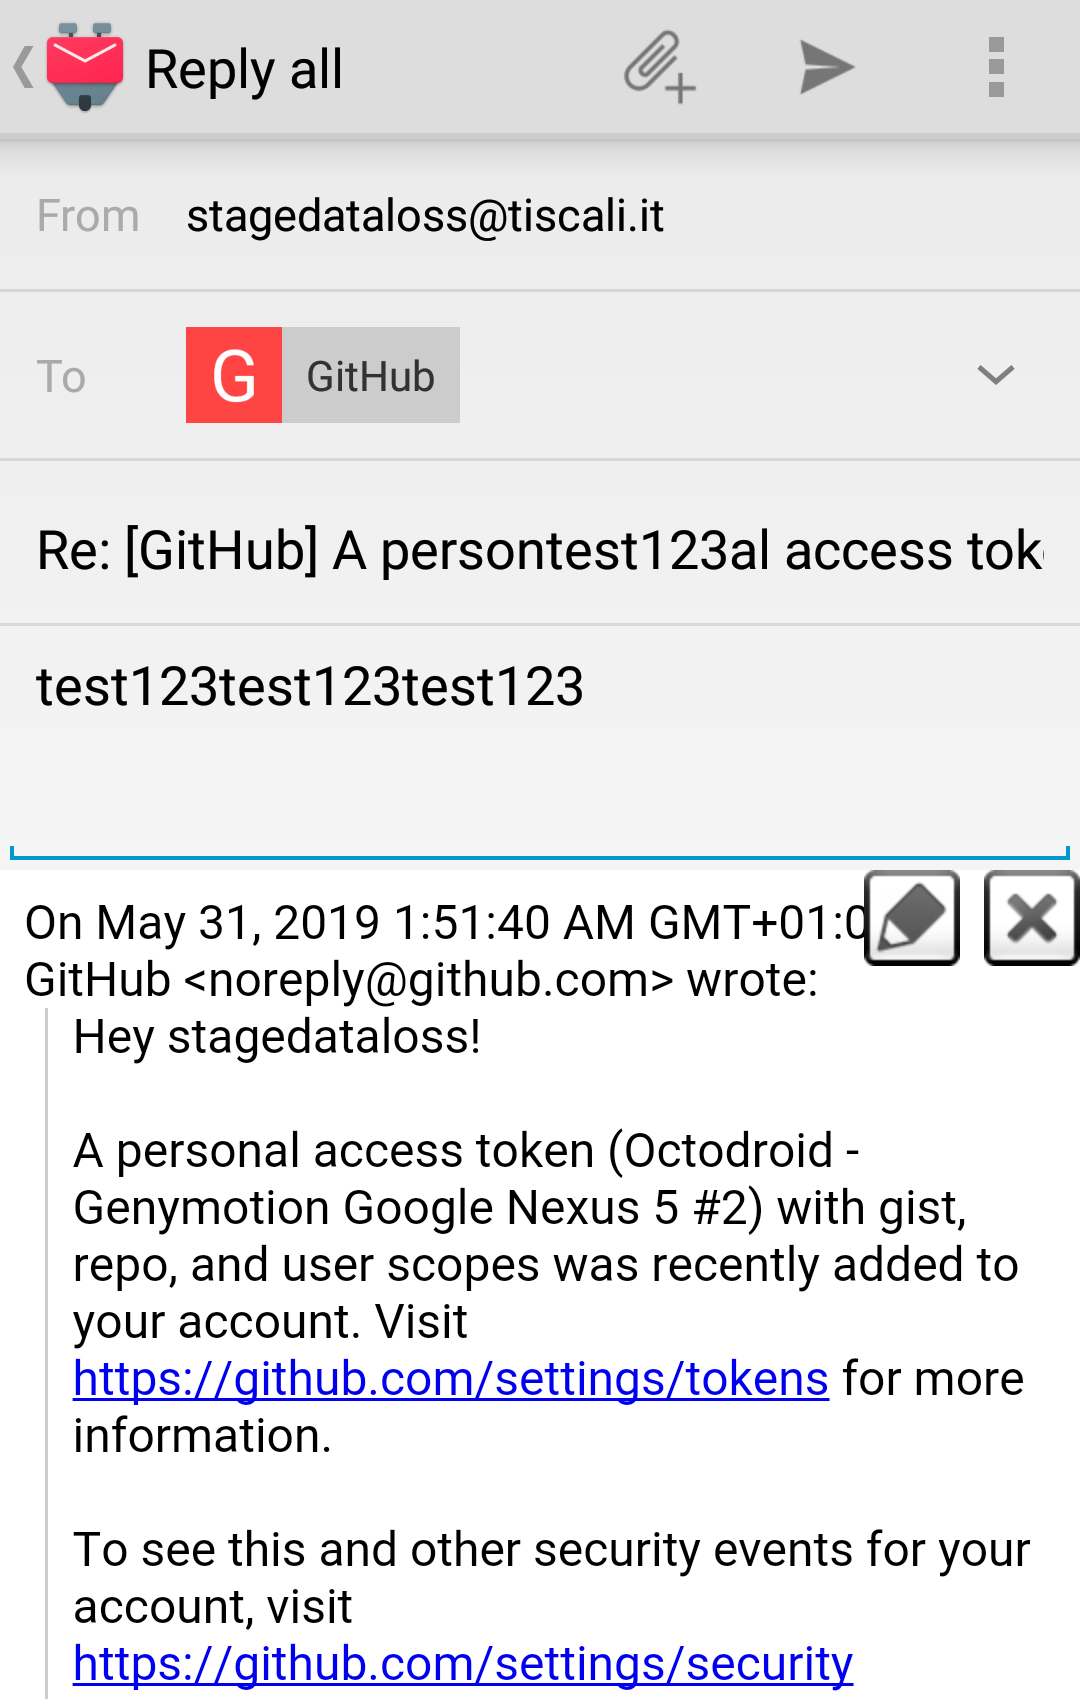 Reply all
From stagedataloss@tiscali.it
To G GitHub
Re: [GitHub] A persontest123al access tok
test123test123test123
On May 31, 2019 1:51:40 AM GMT+01:0
GitHub <noreply@github.com> wrote:
Hey stagedataloss!
A personal access token (Octodroid -
Genymotion Google Nexus 5 #2) with gist,
repo, and user scopes was recently added to
your account. Visit
https://github.com/settings/tokens for more
information.
To see this and other security events for your
account, visit
https://github.com/settings/security